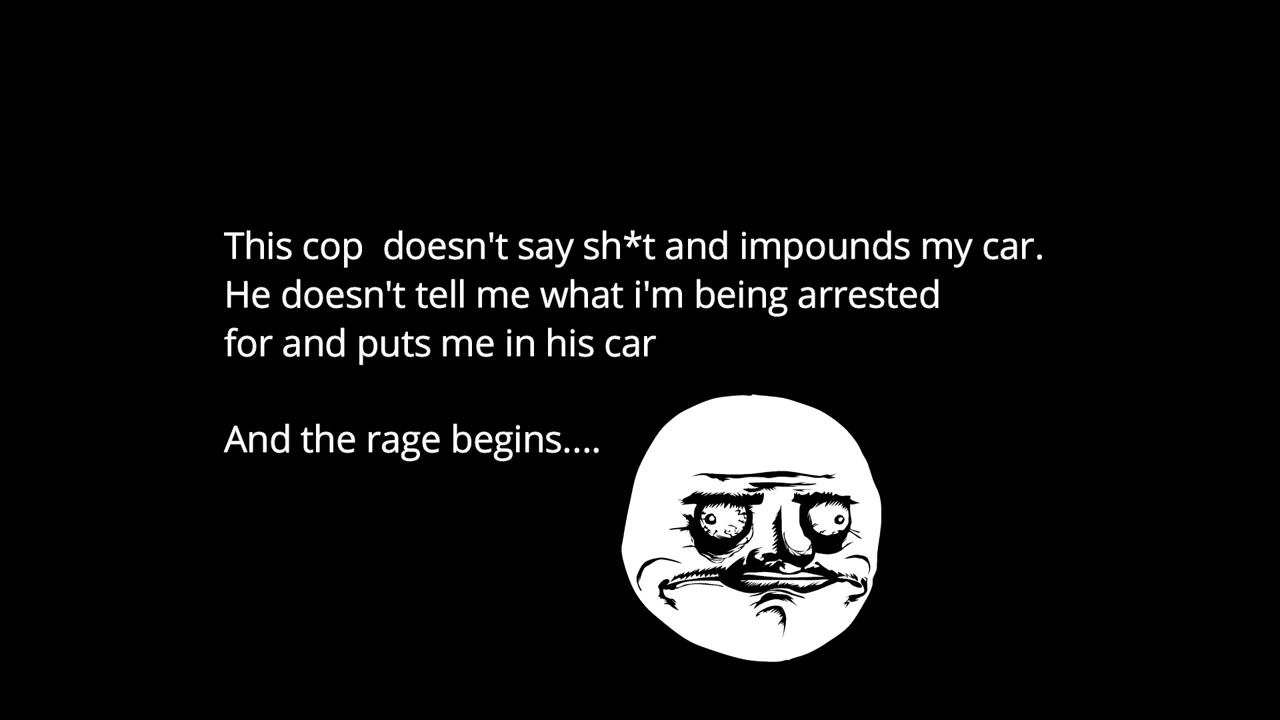 This cop  doesn't say sh*t and impounds my car.
He doesn't tell me what i'm being arrested
for and puts me in his car
And the rage begins....